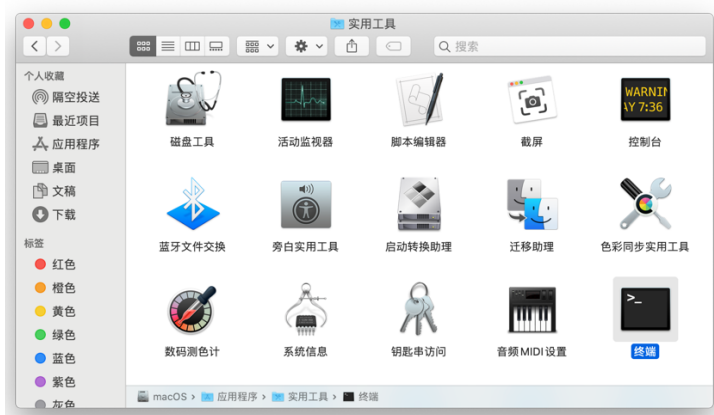 实用工具
搜索
个人收藏
隔空投送
最近项目
应用程序
桌面
文稿
下载
标签
红色
橙色
黄色
绿色
蓝色
紫色
灰色
WARNIN
AY 7:36
磁盘工具
活动监视器
脚本编辑器
截屏
控制台
蓝牙文件交换
旁白实用工具
启动转换助理
迁移助理
色彩同步实用工具
>_
数码测色计
系统信息
钥匙串访问
音频 MIDI 设置
终端
macOS › 应用程序 › 实用工具 › 终端